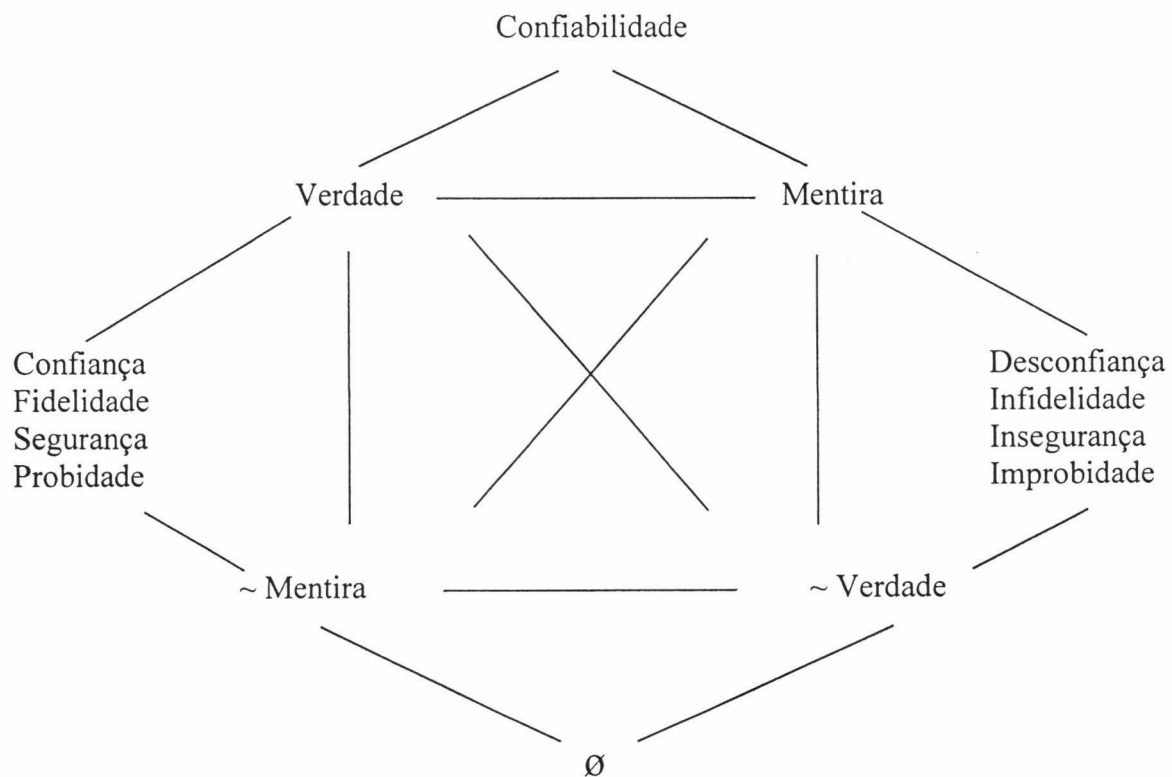 Confiabilidade
Verdade
Mentira
Confiança
Fidelidade
Segurança
Probidade
Desconfiança
Infidelidade
Insegurança
Improbidade
~ Mentira
~ Verdade
Ø